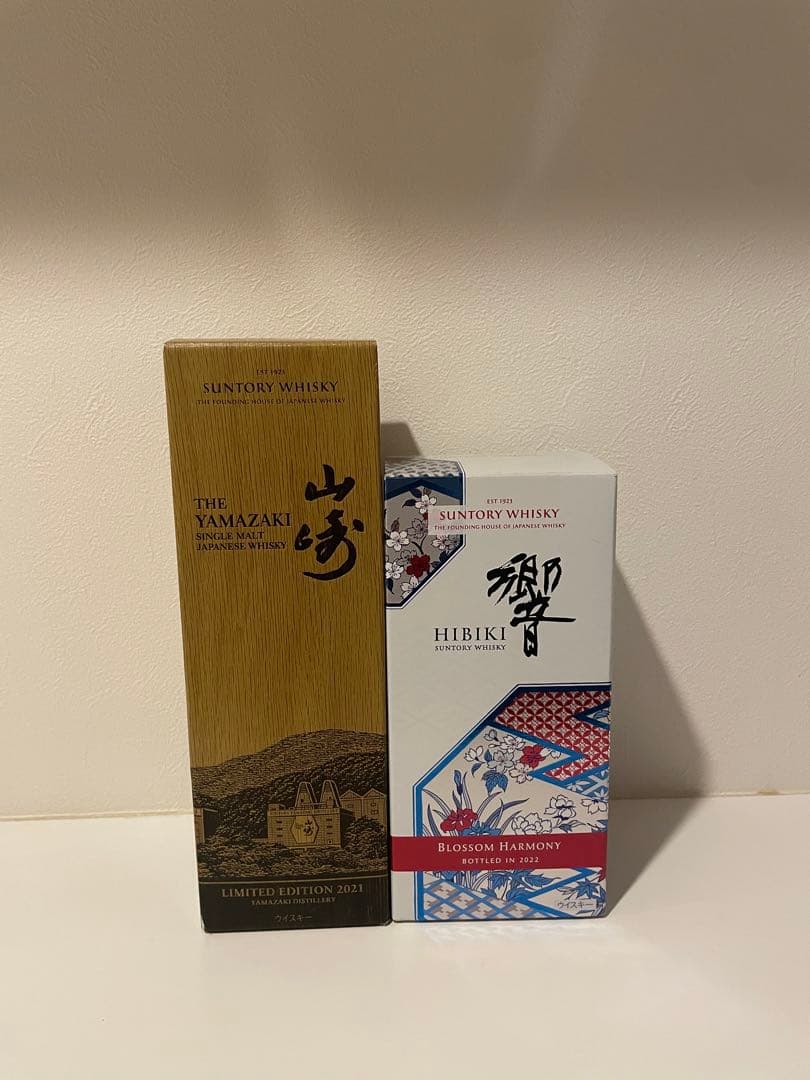 EST 1923
SUNTORY WHISKY
THE FOUNDING HOUSE OF JAPANESE WHISKY
THE
YAMAZAKI
SINGLE MALT
JAPANESE WHISKY
山崎
山崎
LIMITED EDITION 2021
YAMAZAKI DISTILLERY
ウイスキー
EST. 1923
SUNTORY WHISKY
THE FOUNDING HOUSE OF JAPANESE WHISKY
響
HIBIKI
SUNTORY WHISKY
BLOSSOM HARMONY
BOTTLED IN 2022
ウイスキー